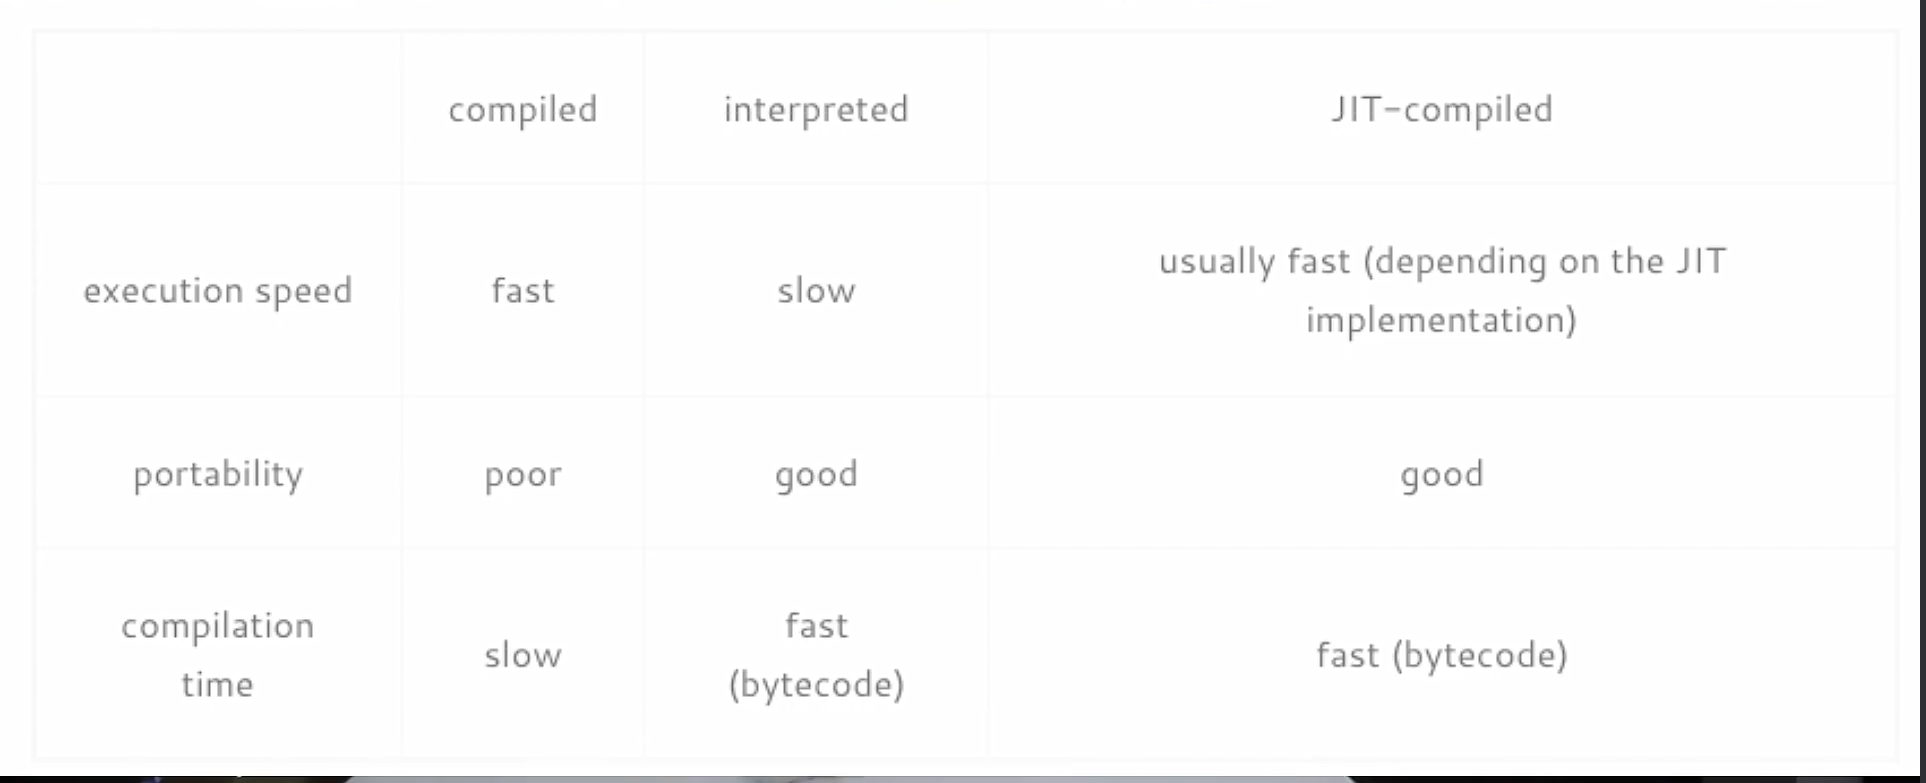 compiled interpreted JIT-compiled
execution speed fast slow usually fast (depending on the JIT
implementation)
portability poor good good
compilation
time slow fast
(bytecode) fast (bytecode)